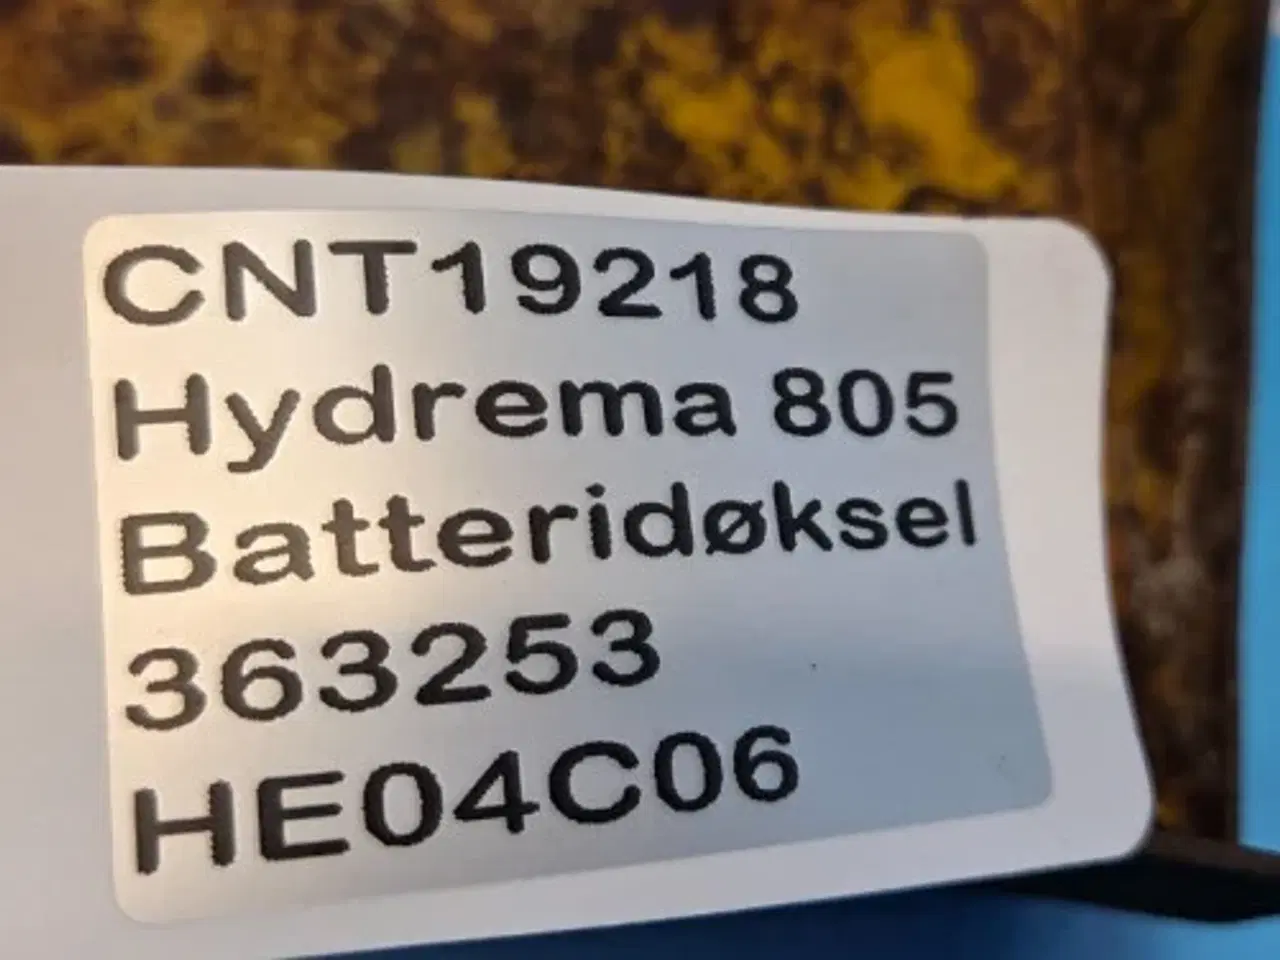 CNT19218
Hydrema 805
Batteridøksel
363253
HE04C06